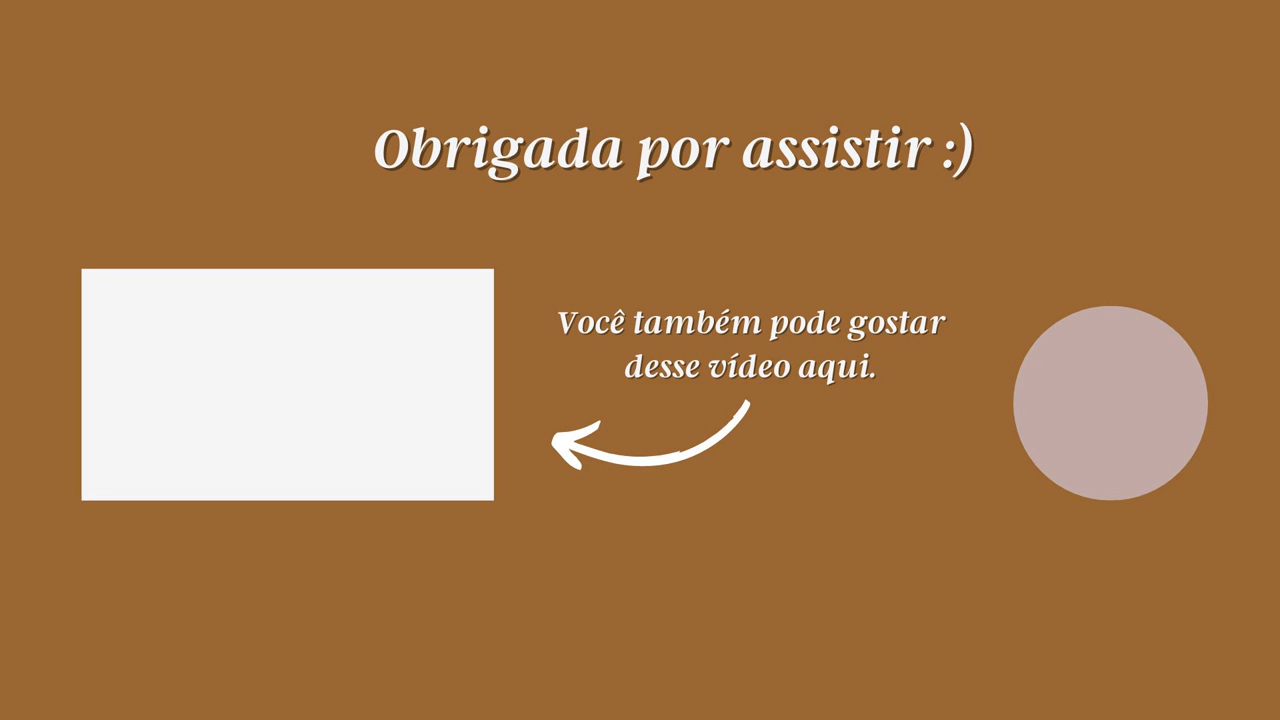 Obrigada por assistir :)
Você também pode gostar
desse vídeo aqui.